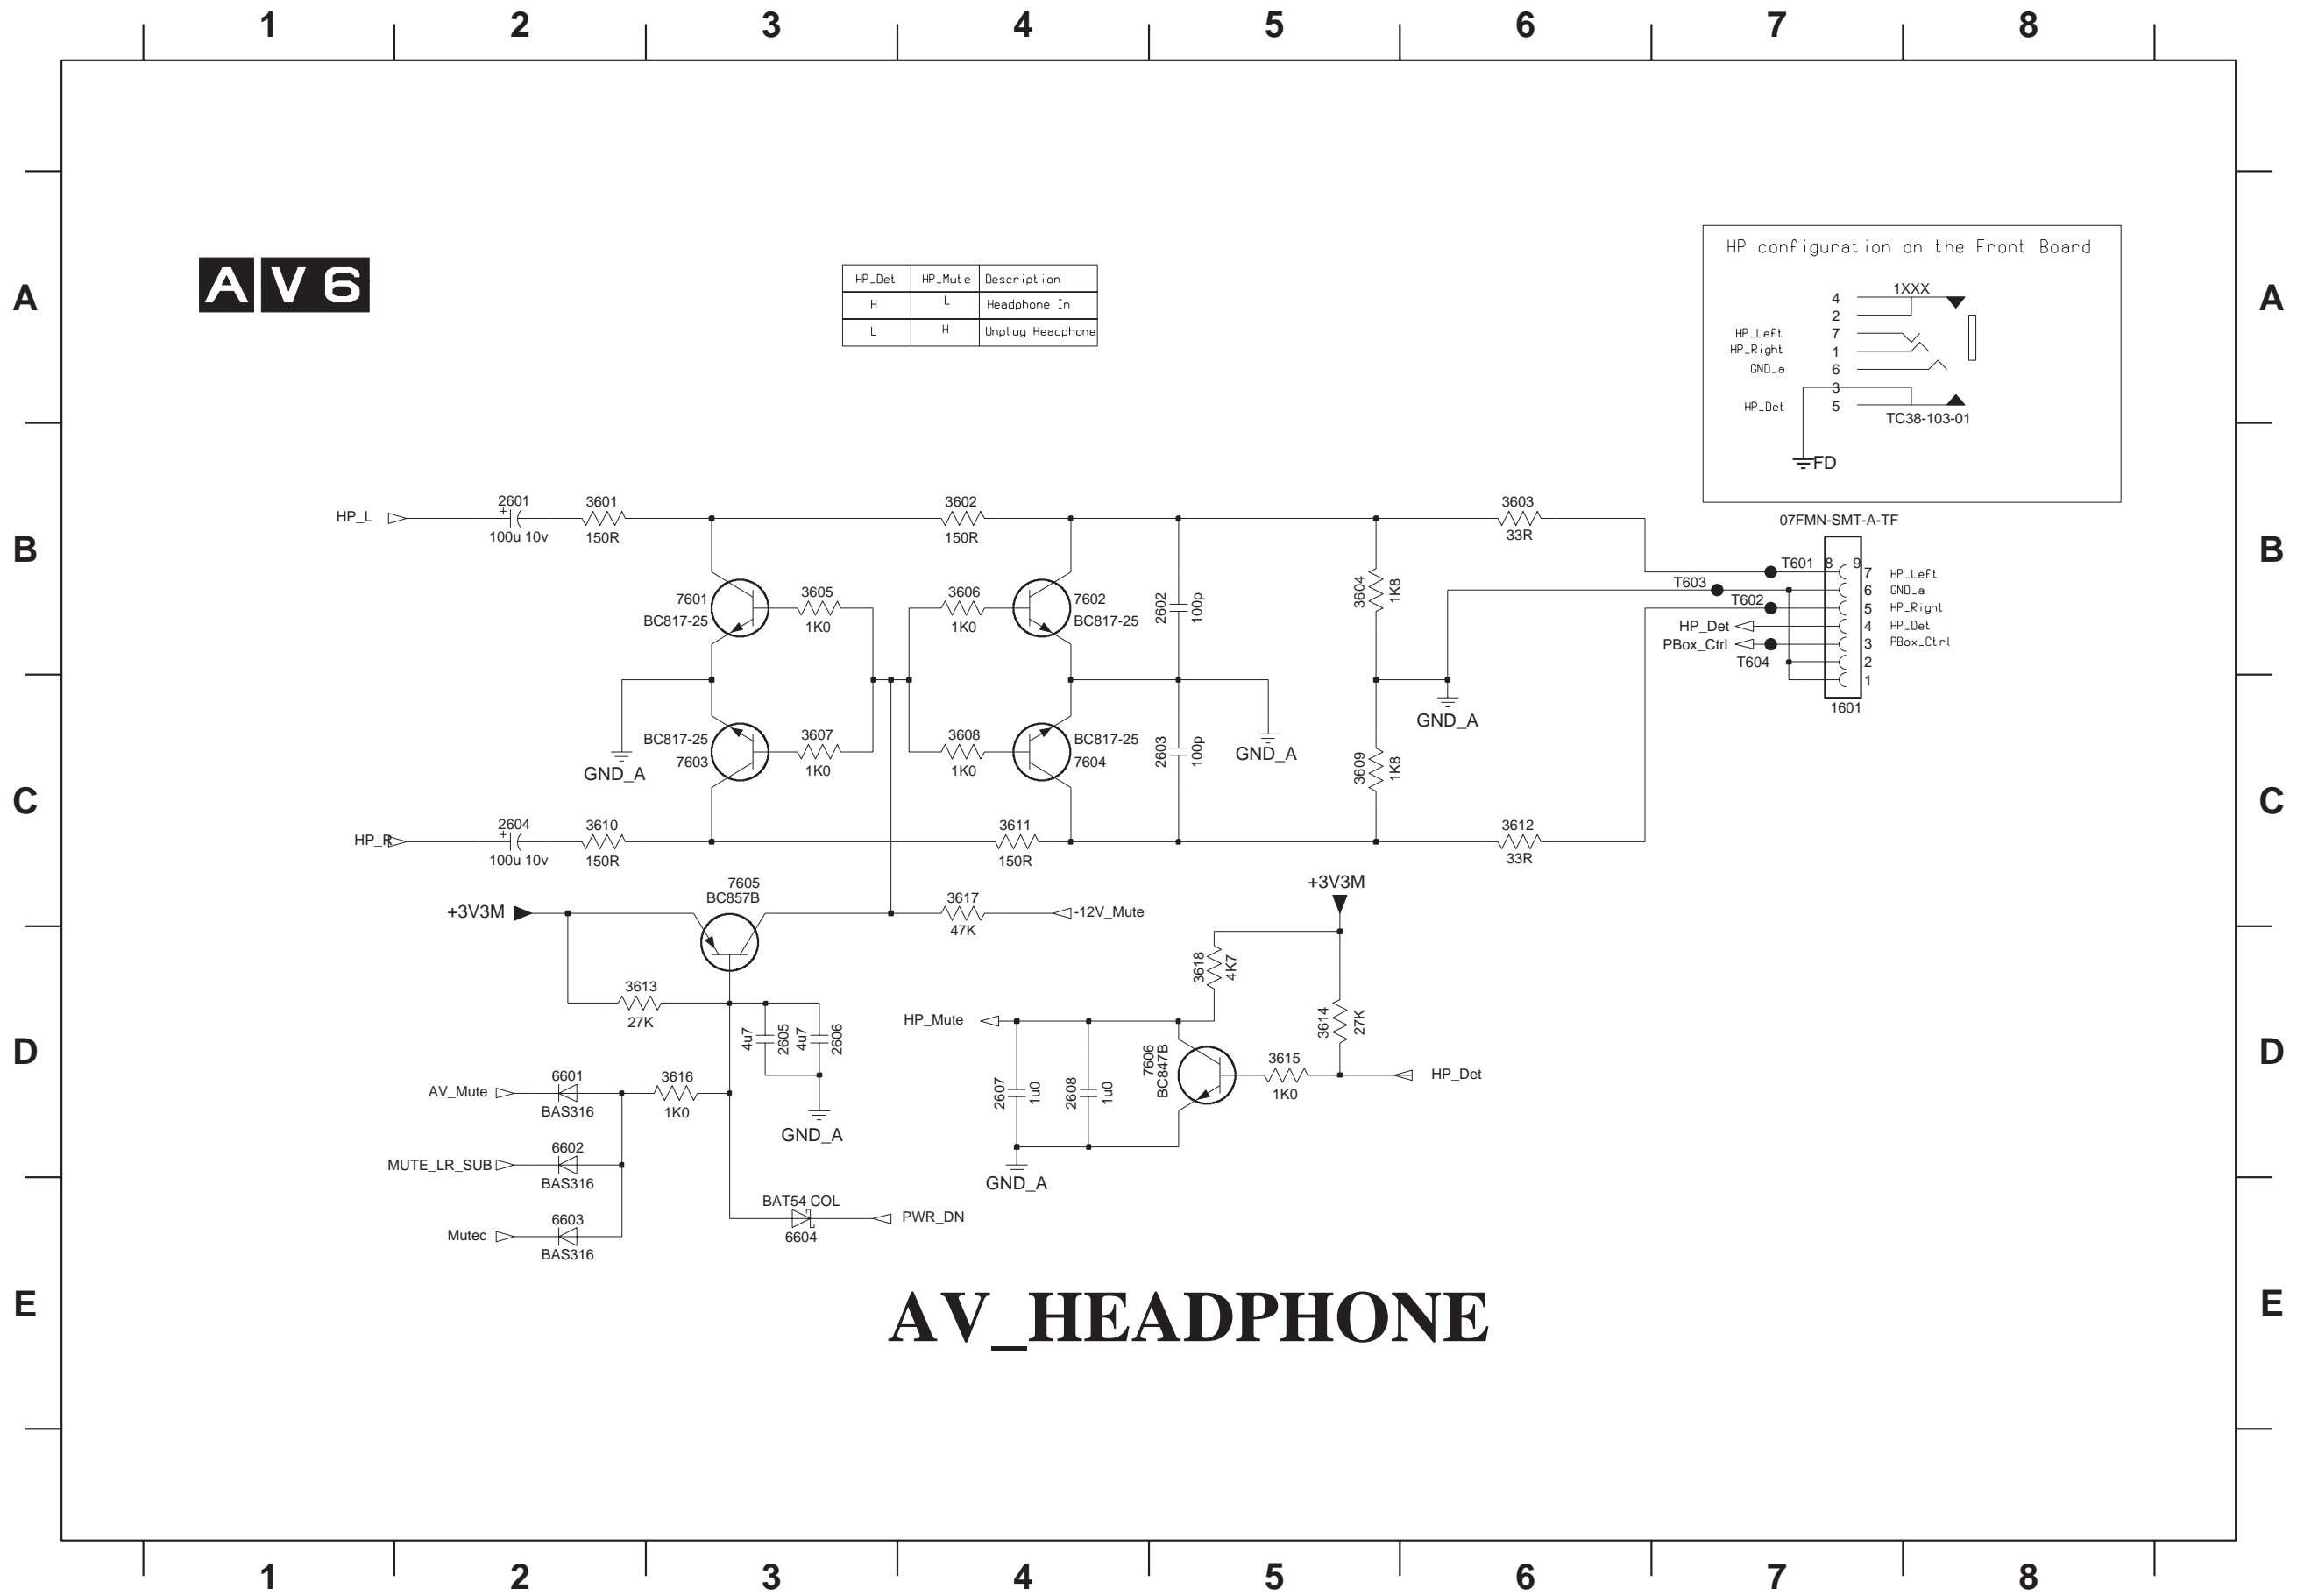 1 2 3 4 5 6 7 8
A A
AV6
HP_Det HP_Mute Description
H L Headphone In
L H Unplug Headphone
HP configuration on the Front Board
1XXX
4
2
HP_Left 7
HP_Right 1
GND_a 6
3
HP_Det 5
TC38-103-01
FD
B B
HP_L
2601
+
100u 10v
3601
150R
3602
150R
3603
33R
07FMN-SMT-A-TF
7601
BC817-25
3605
1K0
3606
1K0
7602
BC817-25
2602
100p
3604
1K8
T601
T603
T602
HP_Det
PBox_Ctrl
T604
8 9
7 HP_Left
6 GND_a
5 HP_Right
4 HP_Det
3 PBox_Ctrl
2
1
1601
C C
GND_A
BC817-25
7603
3607
1K0
3608
1K0
BC817-25
7604
2603
100p
GND_A
3609
1K8
GND_A
HP_R
2604
+
100u 10v
3610
150R
3611
150R
3612
33R
7605
BC857B
+3V3M
3617
47K
-12V_Mute
+3V3M
D D
3613
27K
4u7
2605
4u7
2606
GND_A
HP_Mute
3618
4K7
3614
27K
2607
1u0
2608
1u0
7606
BC847B
3615
1K0
HP_Det
GND_A
AV_Mute
6601
BAS316
3616
1K0
MUTE_LR_SUB
6602
BAS316
Mutec
6603
BAS316
BAT54 COL
6604
PWR_DN
E E
AV_HEADPHONE
1 2 3 4 5 6 7 8